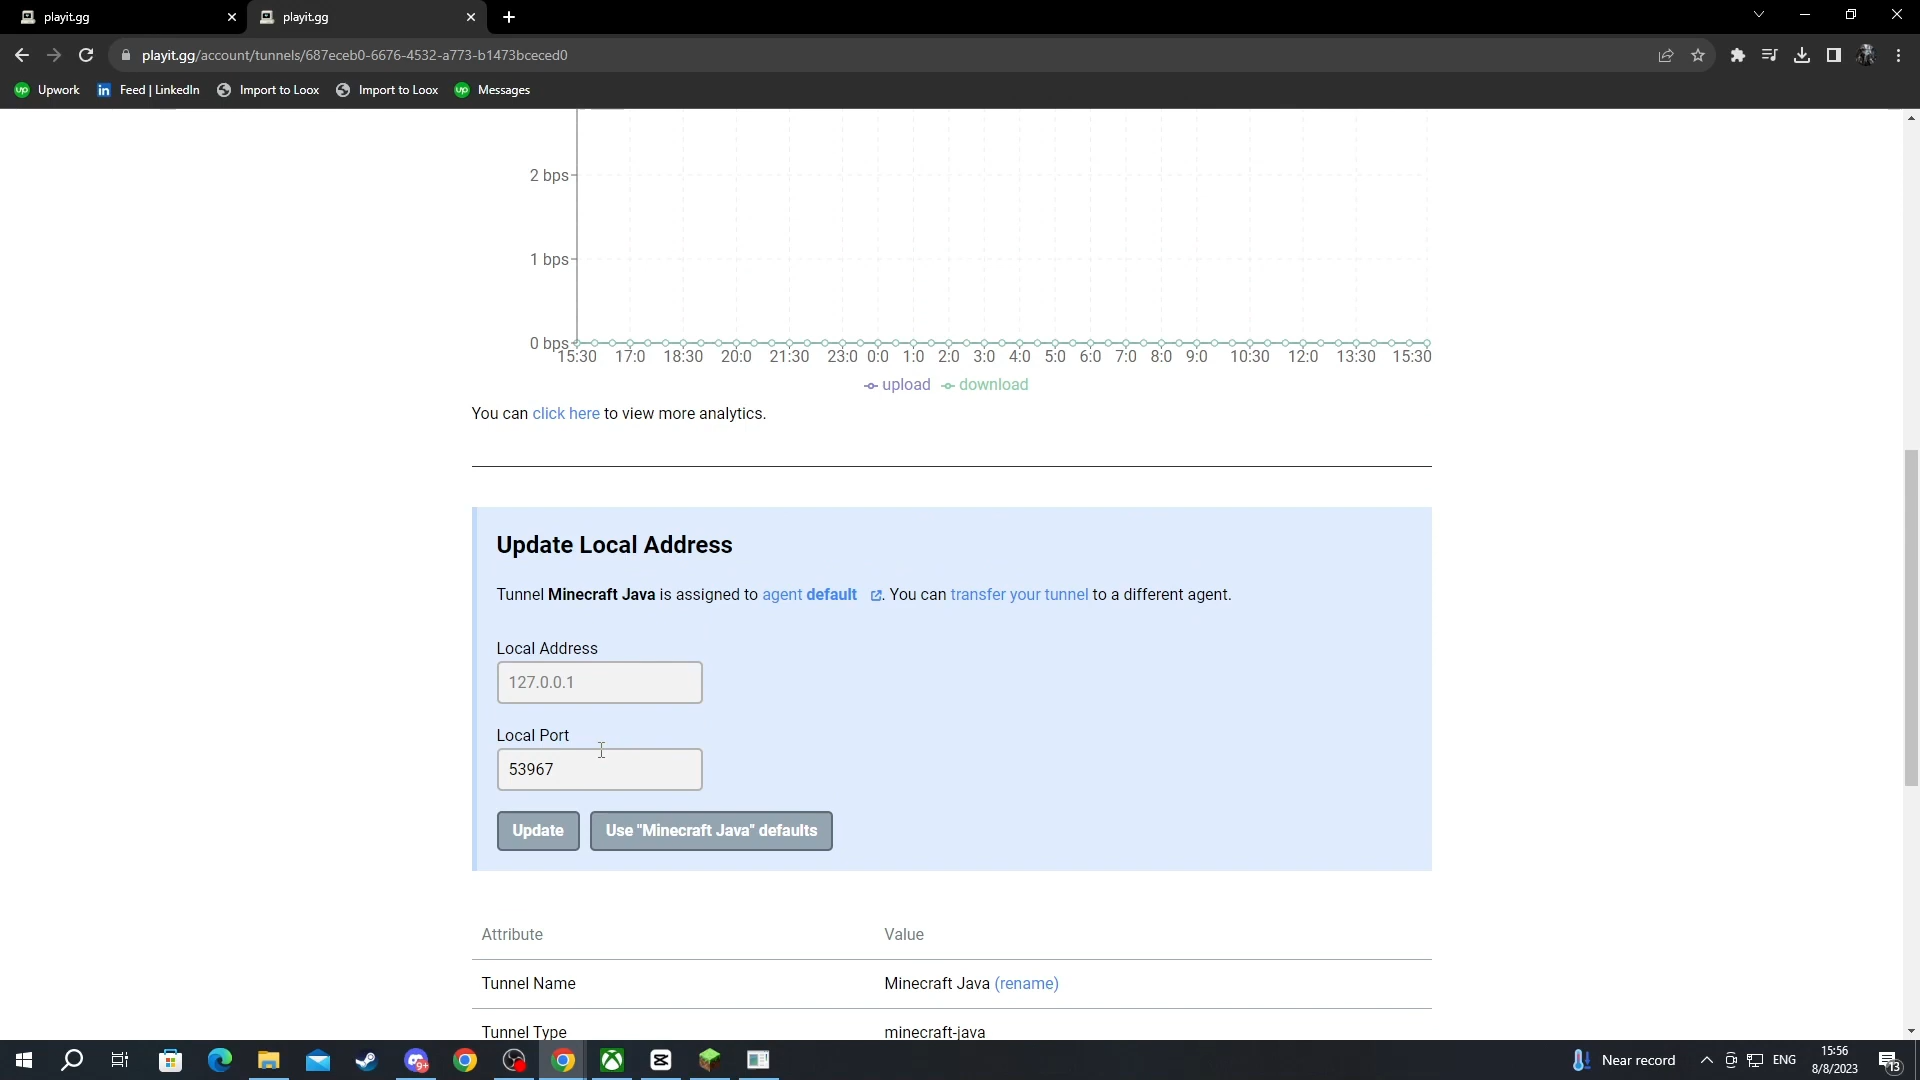 playit.gg
playit.gg
playit.gg/account/tunnels/687eceb0-6676-4532-a773-b1473bceced0
Upwork
Feed | LinkedIn
Import to Loox
Import to Loox
Messages
2 bps
1 bps
0 bps
15:30 17:0 18:30 20:0 21:30 23:0 0:0 1:0 2:0 3:0 4:0 5:0 6:0 7:0 8:0 9:0 10:30 12:0 13:30 15:30
upload download
You can click here to view more analytics.
Update Local Address
Tunnel Minecraft Java is assigned to agent default . You can transfer your tunnel to a different agent.
Local Address
127.0.0.1
Local Port
53967
Update
Use "Minecraft Java" defaults
Attribute Value
Tunnel Name Minecraft Java (rename)
Tunnel Type minecraft-java
9+
Near record
ENG
15:56
8/8/2023
13